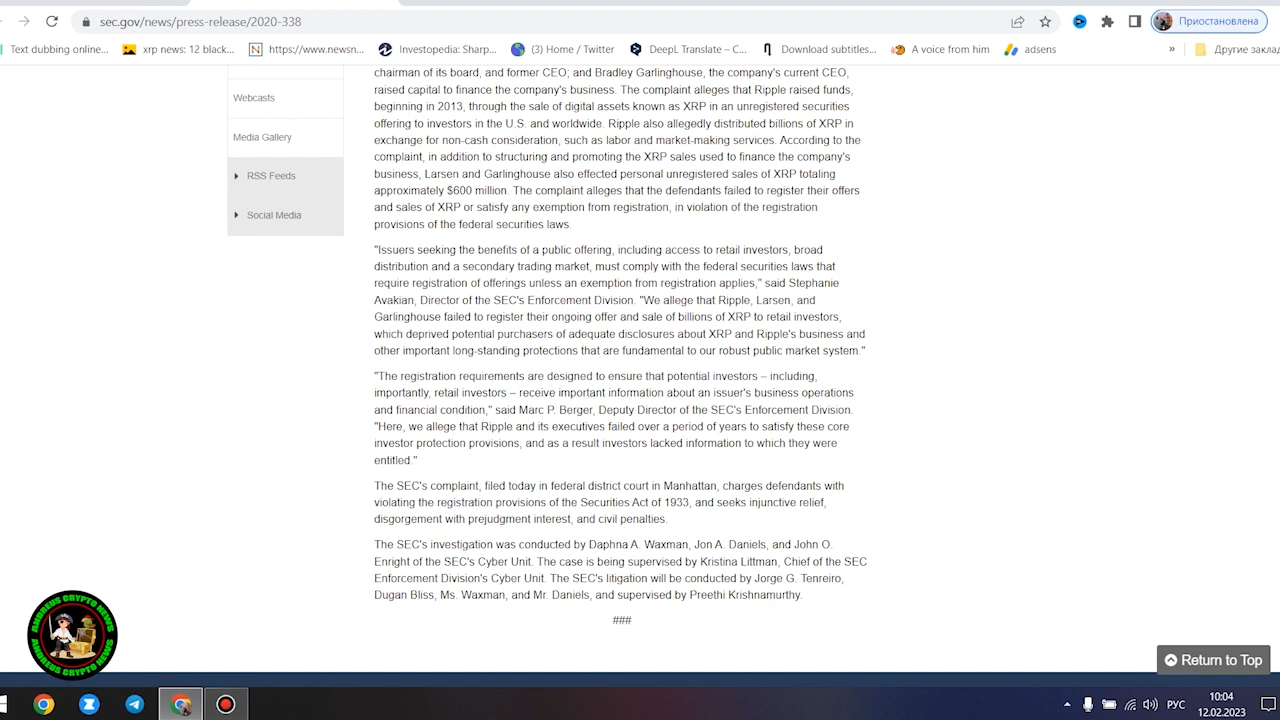 sec.gov/news/press-release/2020-338
Приостановлена
Text dubbing online...
xrp news: 12 black...
https://www.newsn...
Investopedia: Sharp...
(3) Home / Twitter
DeepL Translate – C...
Download subtitles...
A voice from him
adsens
»
Другие заклад
Webcasts
Media Gallery
RSS Feeds
Social Media
chairman of its board, and former CEO; and Bradley Garlinghouse, the company's current CEO,
raised capital to finance the company's business. The complaint alleges that Ripple raised funds,
beginning in 2013, through the sale of digital assets known as XRP in an unregistered securities
offering to investors in the U.S. and worldwide. Ripple also allegedly distributed billions of XRP in
exchange for non-cash consideration, such as labor and market-making services. According to the
complaint, in addition to structuring and promoting the XRP sales used to finance the company's
business, Larsen and Garlinghouse also effected personal unregistered sales of XRP totaling
approximately $600 million. The complaint alleges that the defendants failed to register their offers
and sales of XRP or satisfy any exemption from registration, in violation of the registration
provisions of the federal securities laws.
"Issuers seeking the benefits of a public offering, including access to retail investors, broad
distribution and a secondary trading market, must comply with the federal securities laws that
require registration of offerings unless an exemption from registration applies," said Stephanie
Avakian, Director of the SEC's Enforcement Division. "We allege that Ripple, Larsen, and
Garlinghouse failed to register their ongoing offer and sale of billions of XRP to retail investors,
which deprived potential purchasers of adequate disclosures about XRP and Ripple's business and
other important long-standing protections that are fundamental to our robust public market system."
"The registration requirements are designed to ensure that potential investors – including,
importantly, retail investors – receive important information about an issuer's business operations
and financial condition," said Marc P. Berger, Deputy Director of the SEC's Enforcement Division.
"Here, we allege that Ripple and its executives failed over a period of years to satisfy these core
investor protection provisions, and as a result investors lacked information to which they were
entitled."
The SEC's complaint, filed today in federal district court in Manhattan, charges defendants with
violating the registration provisions of the Securities Act of 1933, and seeks injunctive relief,
disgorgement with prejudgment interest, and civil penalties.
The SEC's investigation was conducted by Daphna A. Waxman, Jon A. Daniels, and John O.
Enright of the SEC's Cyber Unit. The case is being supervised by Kristina Littman, Chief of the SEC
Enforcement Division's Cyber Unit. The SEC's litigation will be conducted by Jorge G. Tenreiro,
Dugan Bliss, Ms. Waxman, and Mr. Daniels, and supervised by Preethi Krishnamurthy.
###
ANDREUS CRYPTO NEWS
ANDREUS CRYPTO NEWS
Return to Top
РУС
10:04
12.02.2023